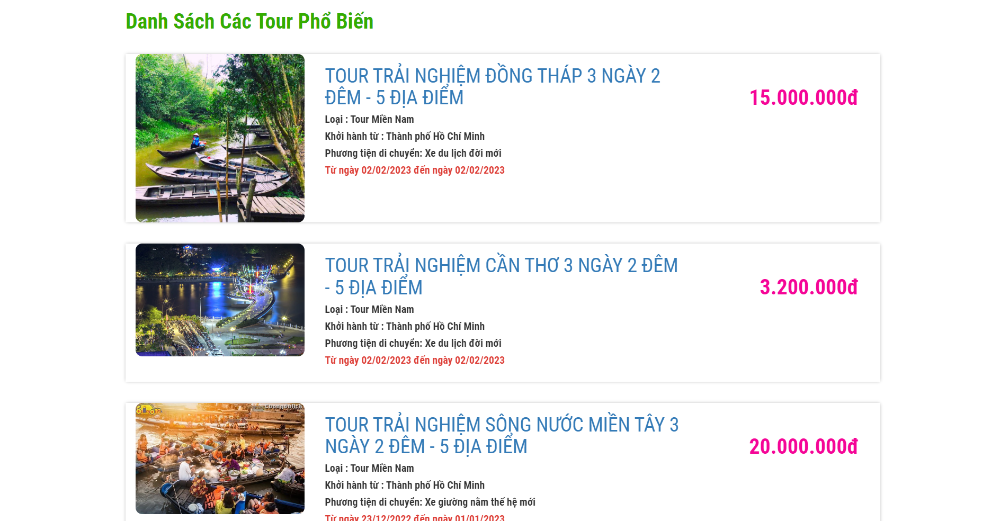 Danh Sách Các Tour Phổ Biến
TOUR TRẢI NGHIỆM ĐỒNG THÁP 3 NGÀY 2
ĐÊM - 5 ĐỊA ĐIỂM
15.000.000đ
Loại : Tour Miền Nam
Khởi hành từ : Thành phố Hồ Chí Minh
Phương tiện di chuyển: Xe du lịch đời mới
Từ ngày 02/02/2023 đến ngày 02/02/2023
TOUR TRẢI NGHIỆM CẦN THƠ 3 NGÀY 2 ĐÊM
- 5 ĐỊA ĐIỂM
3.200.000đ
Loại : Tour Miền Nam
Khởi hành từ : Thành phố Hồ Chí Minh
Phương tiện di chuyển: Xe du lịch đời mới
Từ ngày 02/02/2023 đến ngày 02/02/2023
Cuongdulich
TOUR TRẢI NGHIỆM SÔNG NƯỚC MIỀN TÂY 3
NGÀY 2 ĐÊM - 5 ĐỊA ĐIỂM
20.000.000đ
Loại : Tour Miền Nam
Khởi hành từ : Thành phố Hồ Chí Minh
Phương tiện di chuyển: Xe giường nằm thế hệ mới
Từ ngày 23/12/2022 đến ngày 01/01/2023